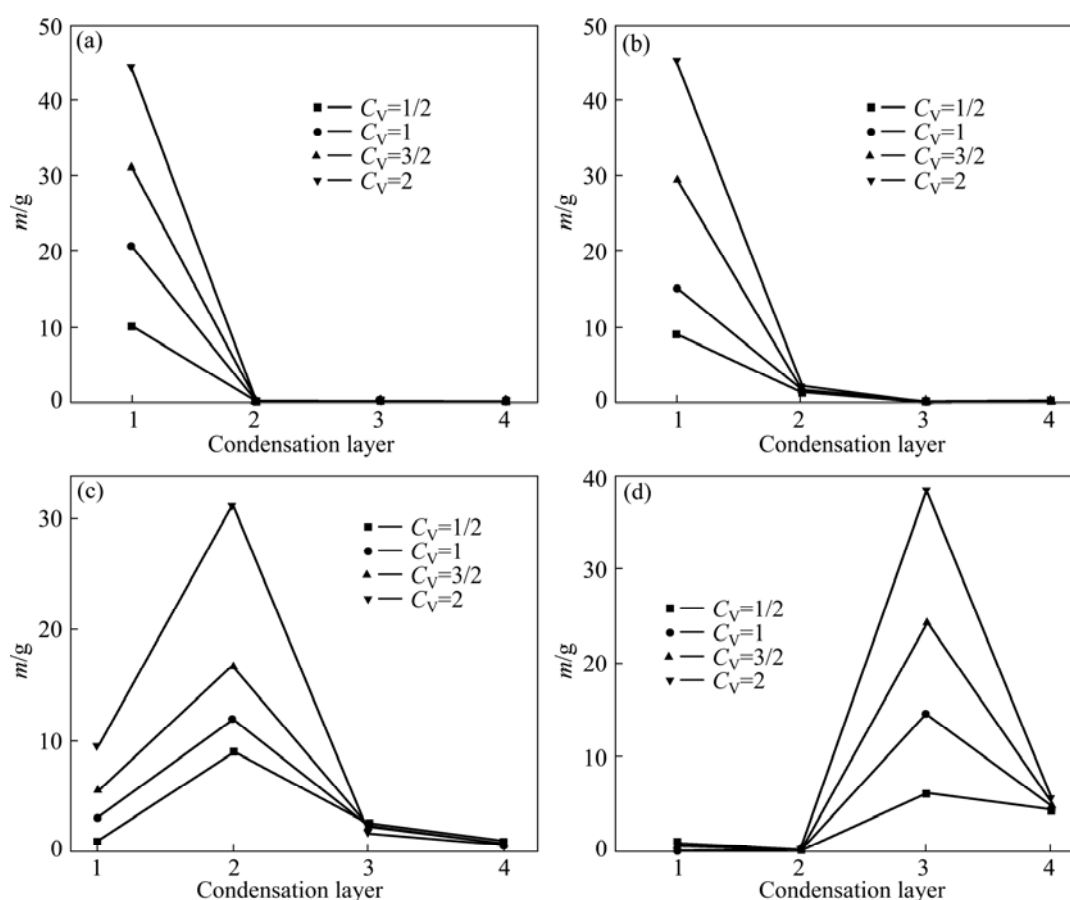 (a)
50
40
30
20
10
0
m/g
C_V=1/2
C_V=1
C_V=3/2
C_V=2
1 2 3 4
Condensation layer
(b)
50
40
30
20
10
0
m/g
C_V=1/2
C_V=1
C_V=3/2
C_V=2
1 2 3 4
Condensation layer
(c)
30
20
10
0
m/g
C_V=1/2
C_V=1
C_V=3/2
C_V=2
1 2 3 4
Condensation layer
(d)
40
30
20
10
0
m/g
C_V=1/2
C_V=1
C_V=3/2
C_V=2
1 2 3 4
Condensation layer